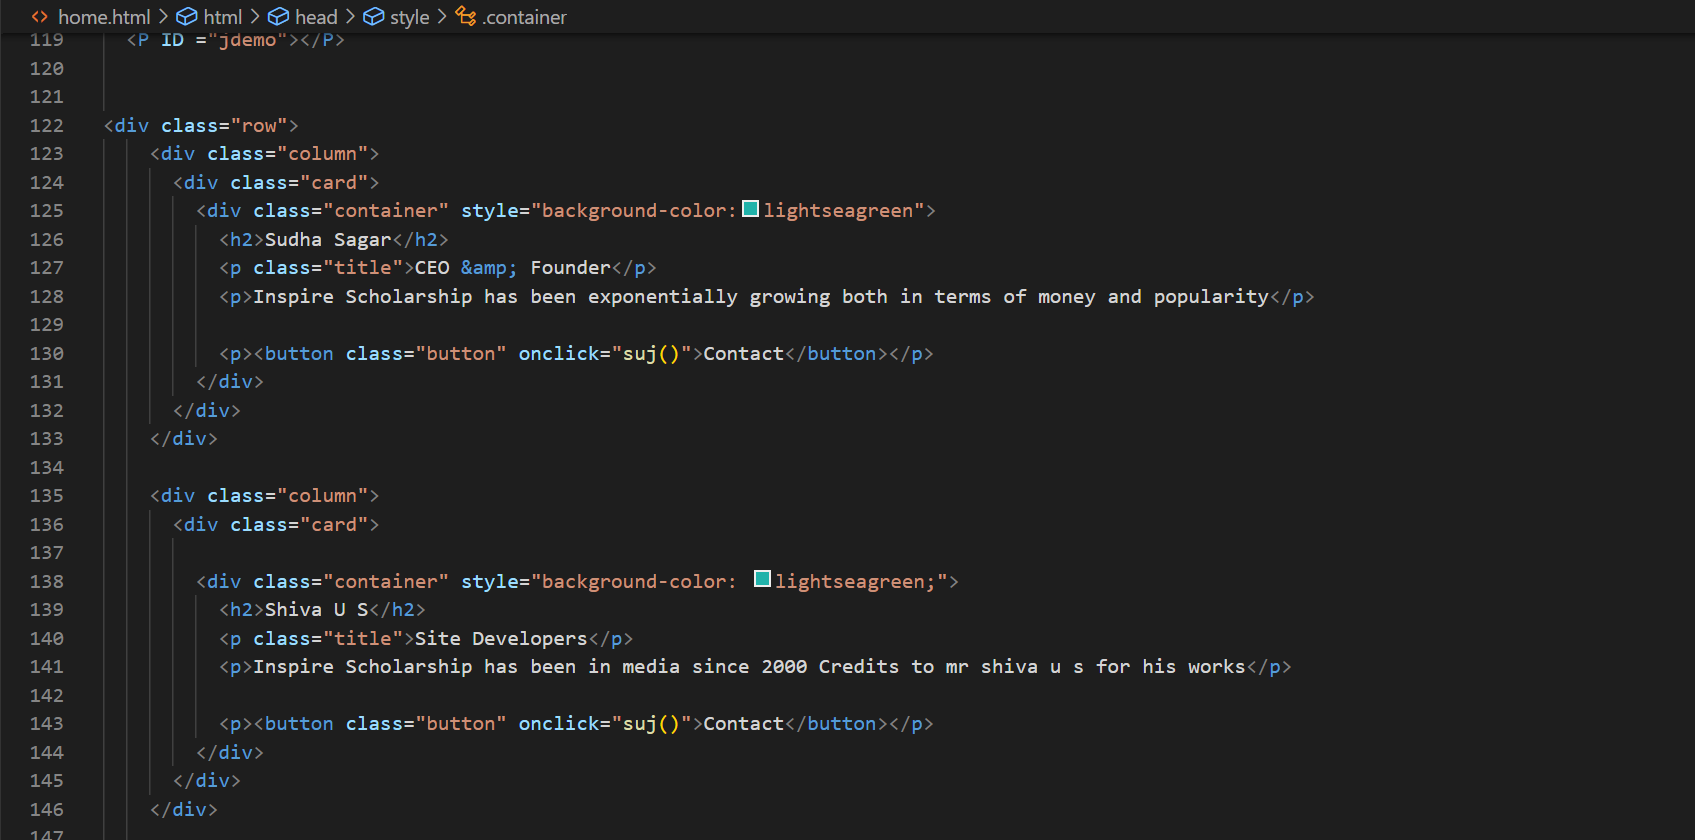 home.html > html > head > style > .container
119 <P ID ="jdemo"></P>
120
121
122 <div class="row">
123 <div class="column">
124 <div class="card">
125 <div class="container" style="background-color:lightseagreen">
126 <h2>Sudha Sagar</h2>
127 <p class="title">CEO &amp; Founder</p>
128 <p>Inspire Scholarship has been exponentially growing both in terms of money and popularity</p>
129
130 <p><button class="button" onclick="suj()">Contact</button></p>
131 </div>
132 </div>
133 </div>
134
135 <div class="column">
136 <div class="card">
137
138 <div class="container" style="background-color: lightseagreen;">
139 <h2>Shiva U S</h2>
140 <p class="title">Site Developers</p>
141 <p>Inspire Scholarship has been in media since 2000 Credits to mr shiva u s for his works</p>
142
143 <p><button class="button" onclick="suj()">Contact</button></p>
144 </div>
145 </div>
146 </div>
147